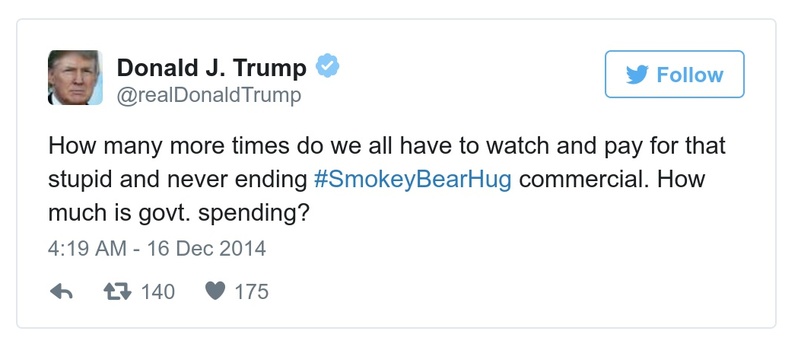 Donald J. Trump
Follow
@realDonaldTrump
How many more times do we all have to watch and pay for that
stupid and never ending #SmokeyBearHug commercial. How
much is govt. spending?
4:19 AM - 16 Dec 2014
140 175